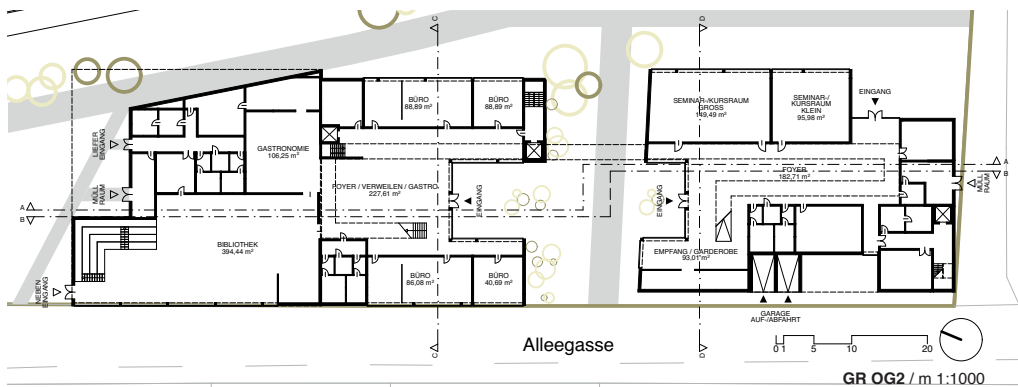 C
D
BÜRO
88,89 m²
BÜRO
88,89 m²
SEMINAR-/KURSRAUM
GROSS
149,49 m²
SEMINAR-/
KURSRAUM
KLEIN
95,98 m²
EINGANG
LIEFER
EINGANG
GASTRONOMIE
106,25 m²
MÜLL
RAUM
FOYER / VERWEILEN / GASTRO
227,61 m²
EINGANG
EINGANG
FOYER
182,71 m²
MÜLL
RAUM
A
B
A
B
BIBLIOTHEK
394,44 m²
EMPFANG / GARDEROBE
93,01 m²
NEBEN
EINGANG
BÜRO
86,08 m²
BÜRO
40,69 m²
GARAGE
AUF-/ABFAHRT
C
D
Alleegasse
0 1 5 10 20
GR OG2 / m 1:1000